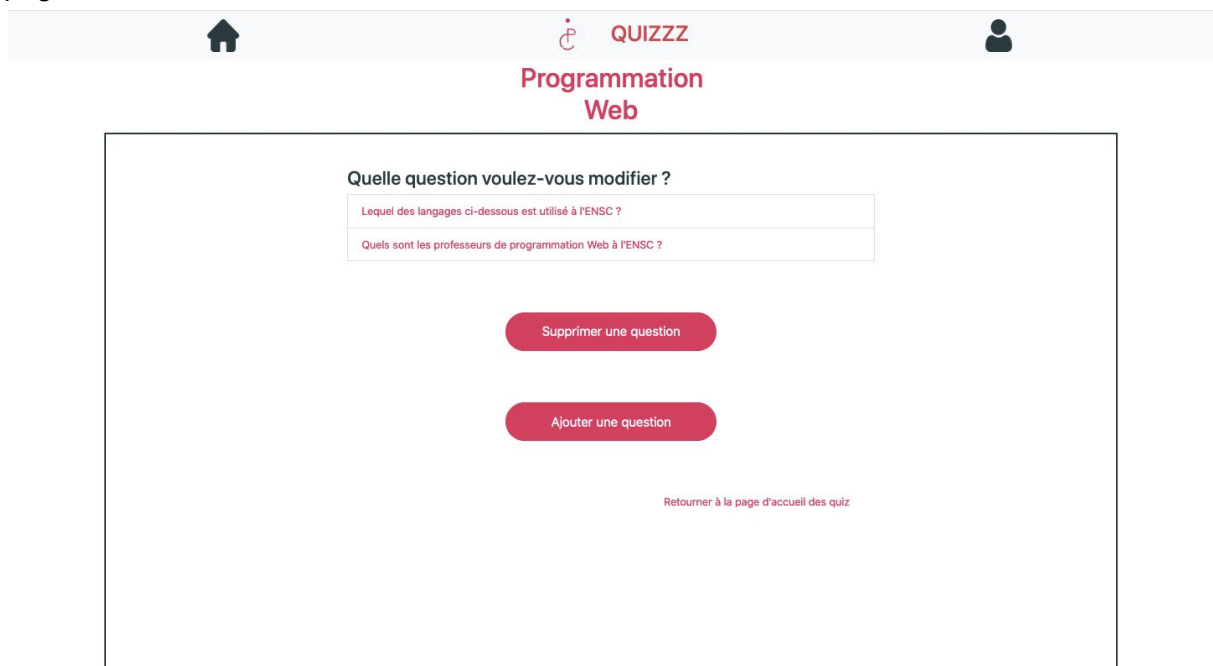 QUIZZZ
Programmation
Web
Quelle question voulez-vous modifier ?
Lequel des langages ci-dessous est utilisé à l'ENSC ?
Quels sont les professeurs de programmation Web à l'ENSC ?
Supprimer une question
Ajouter une question
Retourner à la page d'accueil des quiz